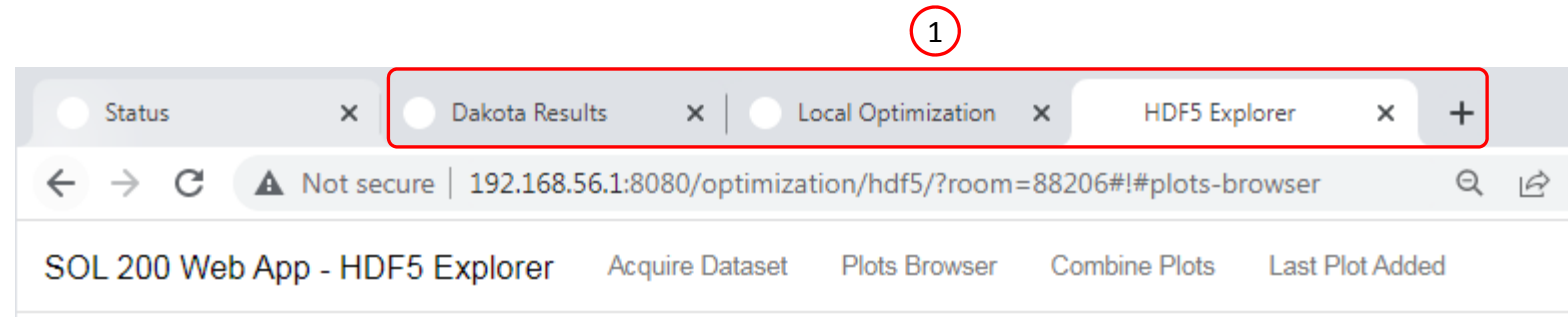 1
Status Dakota Results Local Optimization HDF5 Explorer
Not secure | 192.168.56.1:8080/optimization/hdf5/?room=88206#!#plots-browser
SOL 200 Web App - HDF5 Explorer Acquire Dataset Plots Browser Combine Plots Last Plot Added